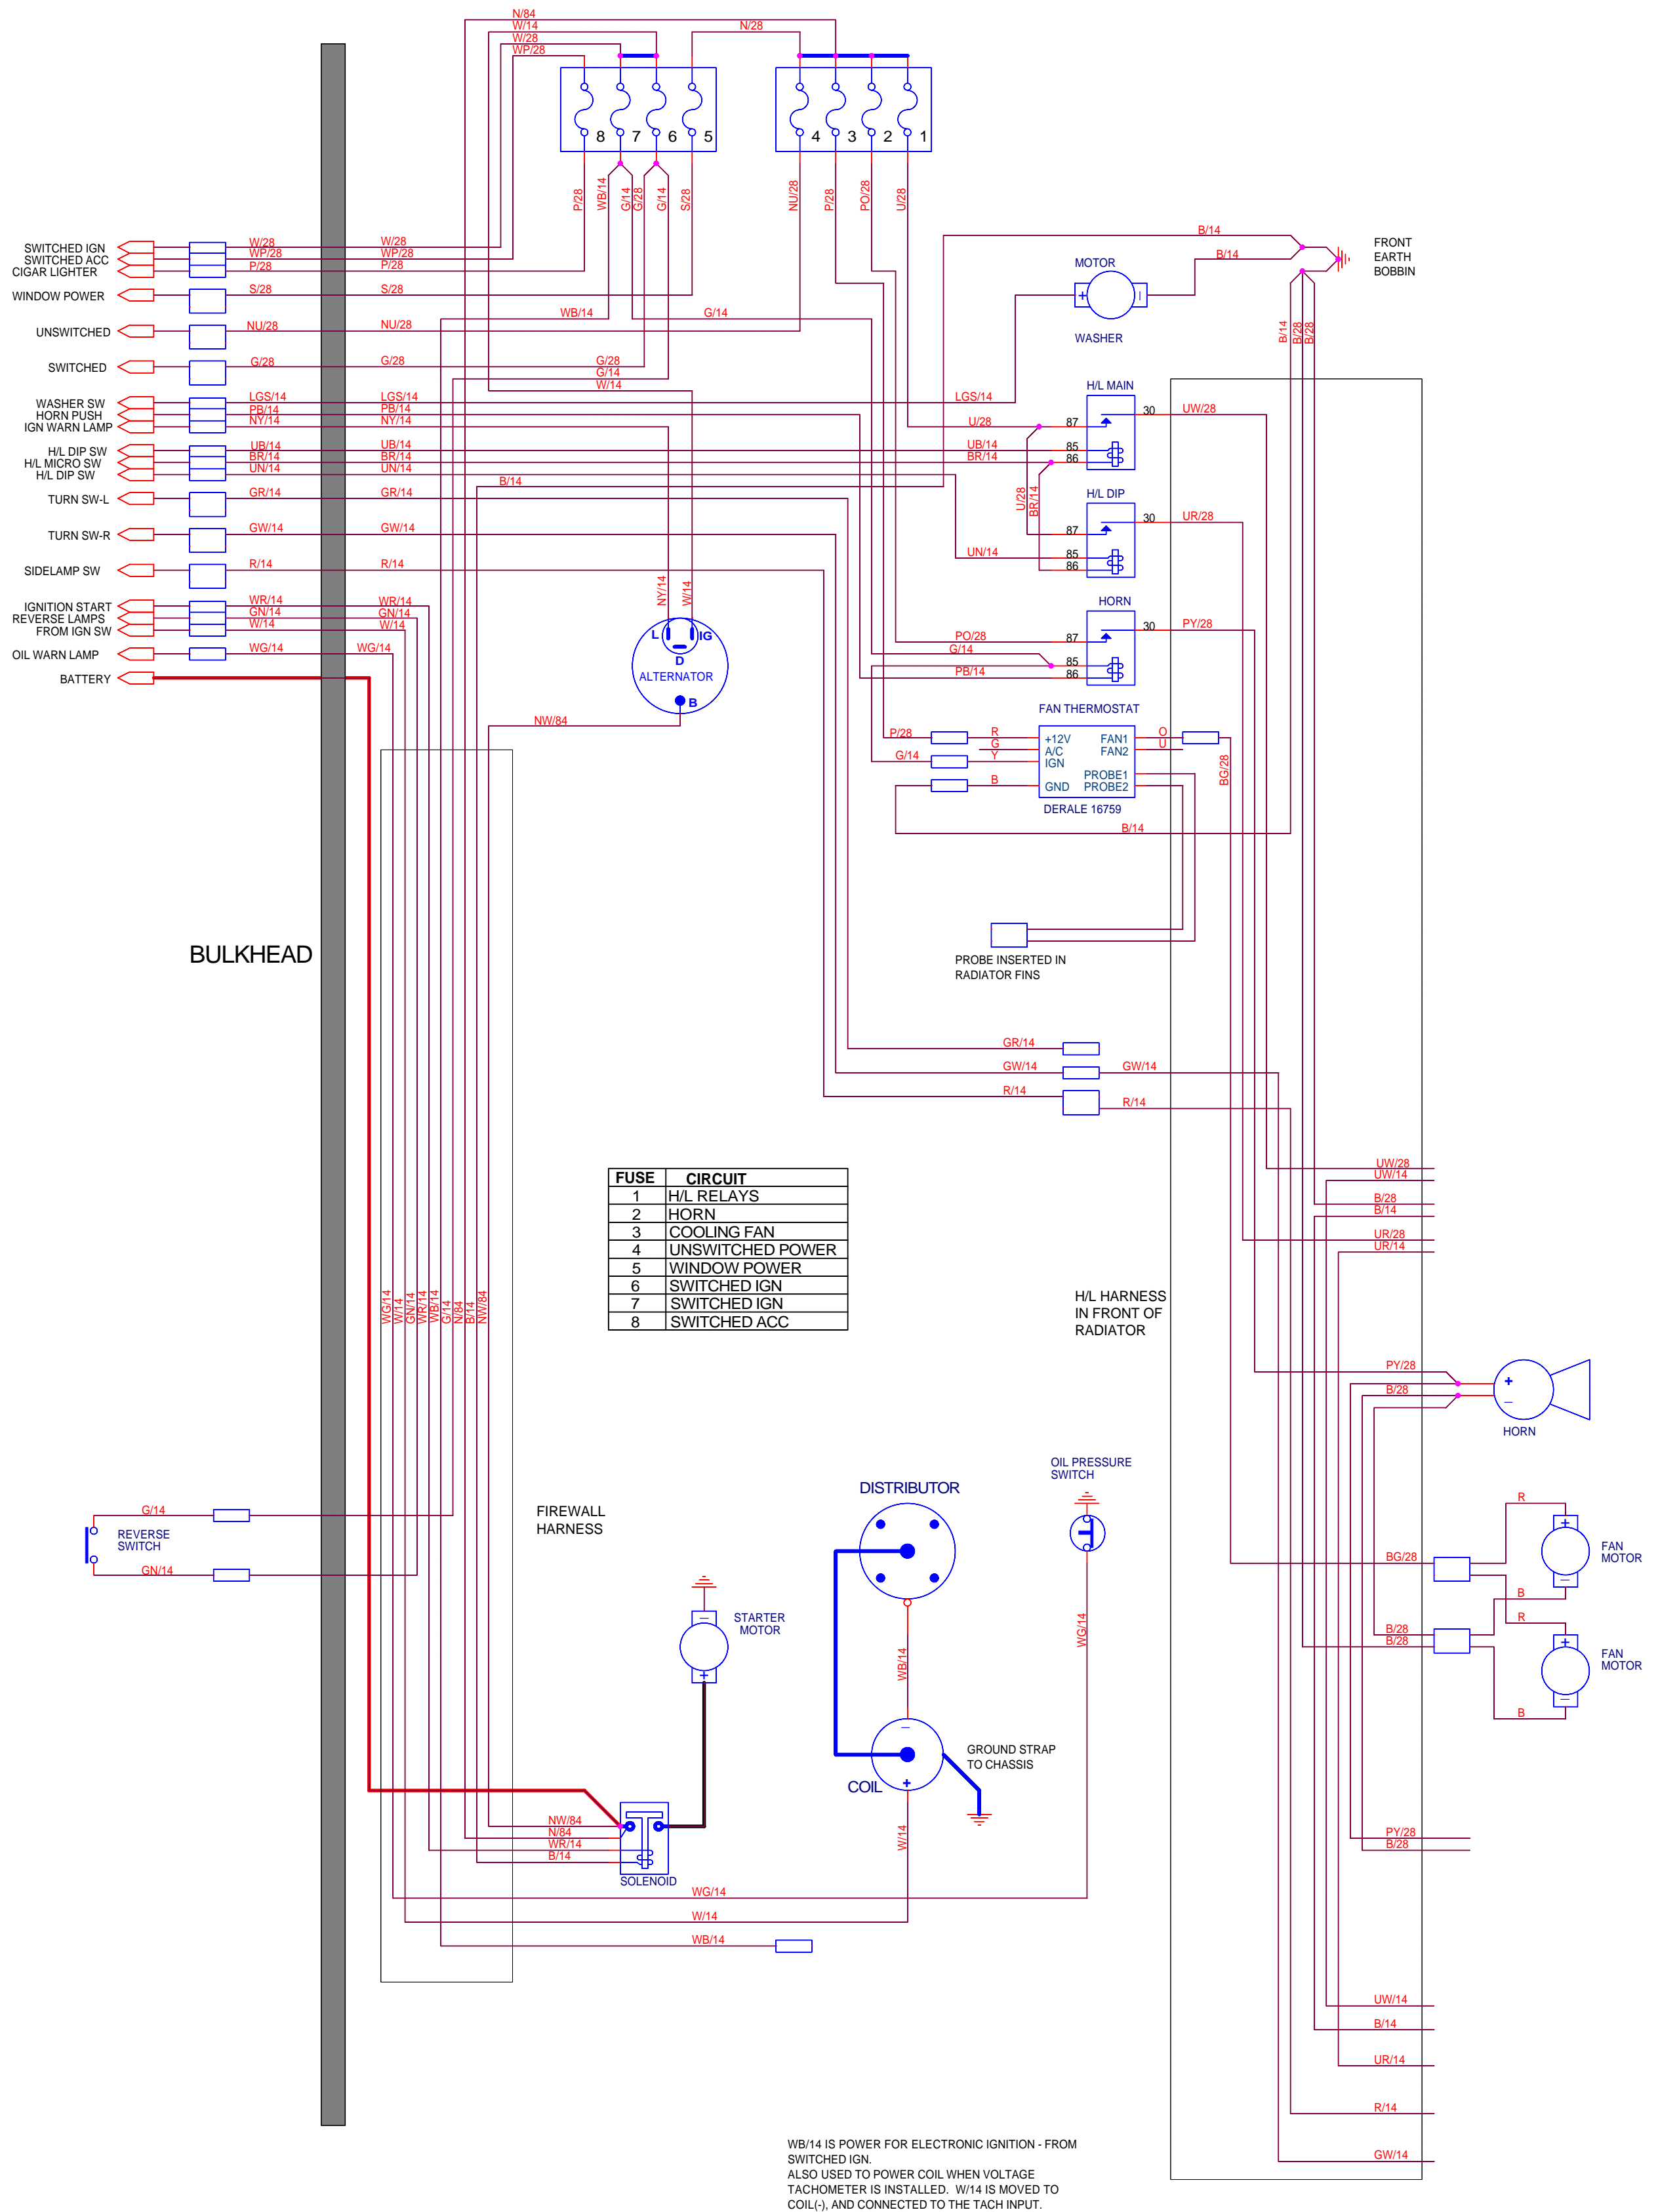 N/84
W/14
N/28
W/28
WP/28
8
7
6
5
4
3
2
1
P/28
WB/14
G/14
G/28
G/14
S/28
NU/28
P/28
PO/28
U/28
B/14
B/14
FRONT
EARTH
BOBBIN
SWITCHED IGN
W/28
W/28
SWITCHED ACC
WP/28
WP/28
CIGAR LIGHTER
P/28
P/28
MOTOR
+
WASHER
WINDOW POWER
S/28
S/28
WB/14
G/14
UNSWITCHED
NU/28
NU/28
B/14
B/28
B/28
SWITCHED
G/28
G/28
G/28
G/14
W/14
WASHER SW
LGS/14
LGS/14
LGS/14
HORN PUSH
PB/14
PB/14
IGN WARN LAMP
NY/14
NY/14
H/L MAIN
30
UW/28
U/28
87
H/L DIP SW
UB/14
UB/14
UB/14
85
H/L MICRO SW
BR/14
BR/14
BR/14
86
H/L DIP SW
UN/14
UN/14
B/14
U/28
BR/14
H/L DIP
TURN SW-L
GR/14
GR/14
30
UR/28
TURN SW-R
GW/14
GW/14
87
UN/14
85
86
SIDELAMP SW
R/14
R/14
NY/14
W/14
IGNITION START
WR/14
WR/14
REVERSE LAMPS
GN/14
GN/14
FROM IGN SW
W/14
W/14
OIL WARN LAMP
WG/14
WG/14
BATTERY
L
IG
D
ALTERNATOR
B
NW/84
HORN
30
PY/28
PO/28
87
G/14
85
PB/14
86
FAN THERMOSTAT
P/28
R
+12V
FAN1
O
G
A/C
FAN2
U
G/14
Y
IGN
PROBE1
B
GND
PROBE2
BG/28
DERALE 16759
B/14
BULKHEAD
PROBE INSERTED IN
RADIATOR FINS
GR/14
GW/14
GW/14
R/14
R/14
FUSE CIRCUIT
1 H/L RELAYS
2 HORN
3 COOLING FAN
4 UNSWITCHED POWER
5 WINDOW POWER
6 SWITCHED IGN
7 SWITCHED IGN
8 SWITCHED ACC
UW/28
UW/14
B/28
B/14
UR/28
UR/14
WG/14
W/14
GN/14
WR/14
WB/14
G/14
N/84
B/14
NW/84
H/L HARNESS
IN FRONT OF
RADIATOR
PY/28
B/28
+
HORN
OIL PRESSURE
SWITCH
DISTRIBUTOR
FIREWALL
HARNESS
G/14
REVERSE
SWITCH
GN/14
R
+
FAN
MOTOR
BG/28
B
R
B/28
B/28
+
FAN
MOTOR
B
STARTER
MOTOR
+
WB/14
WG/14
GROUND STRAP
TO CHASSIS
COIL
+
W/14
NW/84
N/84
WR/14
B/14
SOLENOID
PY/28
B/28
WG/14
W/14
WB/14
UW/14
B/14
UR/14
R/14
GW/14
WB/14 IS POWER FOR ELECTRONIC IGNITION - FROM
SWITCHED IGN.
ALSO USED TO POWER COIL WHEN VOLTAGE
TACHOMETER IS INSTALLED. W/14 IS MOVED TO
COIL(-), AND CONNECTED TO THE TACH INPUT.